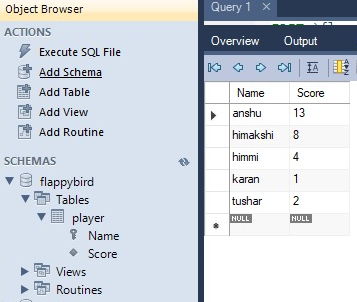 Object Browser
ACTIONS
Execute SQL File
Add Schema
Add Table
Add View
Add Routine
SCHEMAS
flappybird
Tables
player
Name
Score
Views
Routines
Query 1
Overview Output
Name Score
anshu 13
himakshi 8
himmi 4
karan 1
tushar 2
NULL NULL